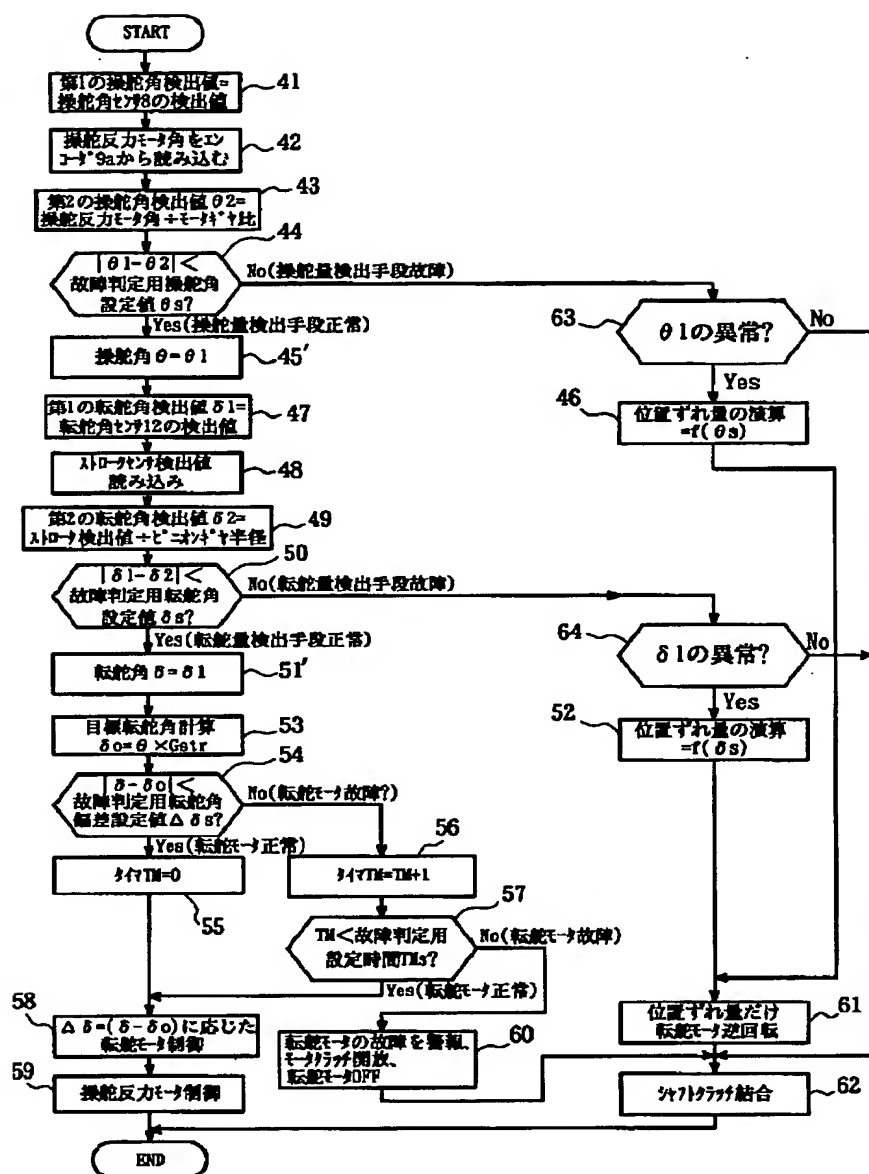 START
第1の操舵角検出値=
操舵角ｾﾝｻ8の検出値
41
操舵反力ﾓｰﾀ角をｴﾝ
ｺｰﾀﾞ9aから読み込む
42
第2の操舵角検出値θ2=
操舵反力ﾓｰﾀ角÷ﾓｰﾀｷﾞﾔ比
43
|θ1-θ2|<
故障判定用操舵角
設定値θs?
44
No(操舵量検出手段故障)
Yes(操舵量検出手段正常)
63
θ1の異常?
No
Yes
操舵角θ=θ1
45′
46
位置ずれ量の演算
=f(θs)
第1の転舵角検出値δ1=
転舵角ｾﾝｻ12の検出値
47
ｽﾄﾛｰｸｾﾝｻ検出値
読み込み
48
第2の転舵角検出値δ2=
ｽﾄﾛｰｸ検出値÷ﾋﾟﾆｵﾝｷﾞﾔ半径
49
|δ1-δ2|<
故障判定用転舵角
設定値δs?
50
No(転舵量検出手段故障)
Yes(転舵量検出手段正常)
64
δ1の異常?
No
Yes
転舵角δ=δ1
51′
52
位置ずれ量の演算
=f(δs)
目標転舵角計算
δo=θ×Gstr
53
|δ-δo|<
故障判定用転舵角
偏差設定値△δs?
54
No(転舵ﾓｰﾀ故障?)
Yes(転舵ﾓｰﾀ正常)
ﾀｲﾏTM=0
55
ﾀｲﾏTM=TM+1
56
TM<故障判定用
設定時間TMs?
57
No(転舵ﾓｰﾀ故障)
Yes(転舵ﾓｰﾀ正常)
58
△δ=(δ-δo)に応じた
転舵ﾓｰﾀ制御
転舵ﾓｰﾀの故障を警報、
ﾓｰﾀｸﾗｯﾁ開放、
転舵ﾓｰﾀOFF
60
位置ずれ量だけ
転舵ﾓｰﾀ逆回転
61
59
操舵反力ﾓｰﾀ制御
ｼｬﾌﾄｸﾗｯﾁ結合
62
END